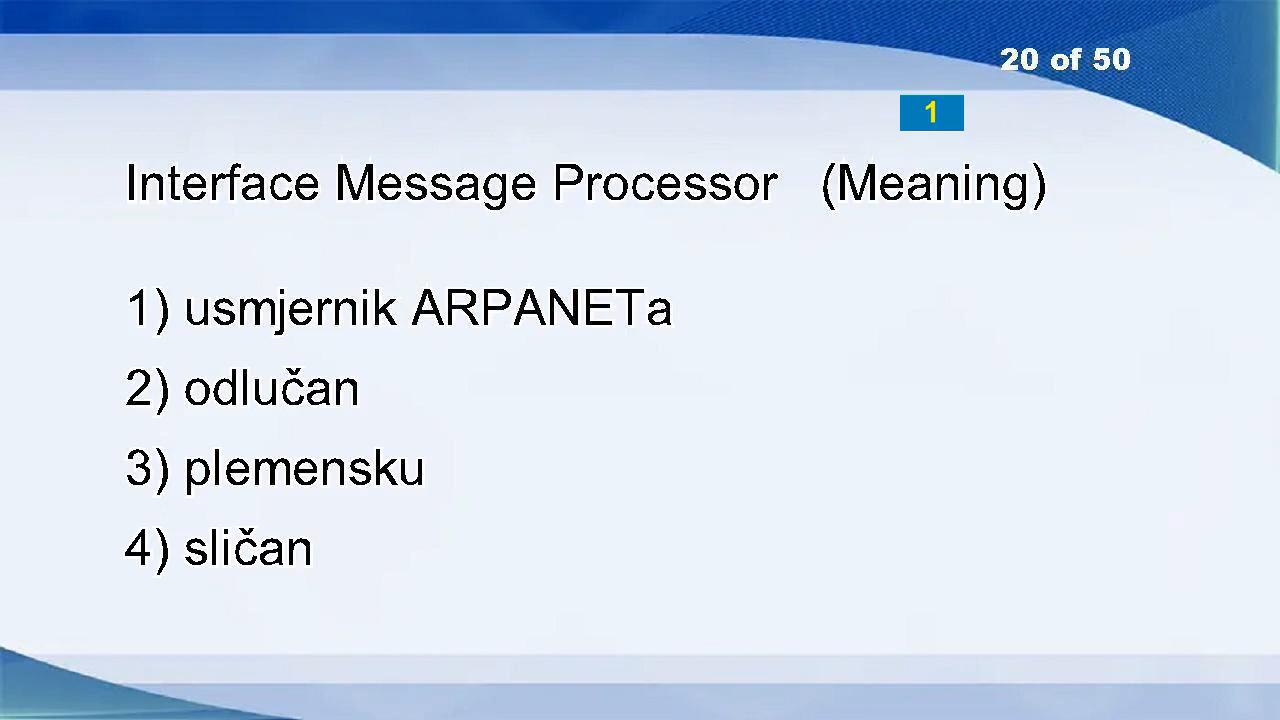 20 of 50
1
Interface Message Processor (Meaning)
1) usmjernik ARPANETa
2) odlučan
3) plemensku
4) sličan